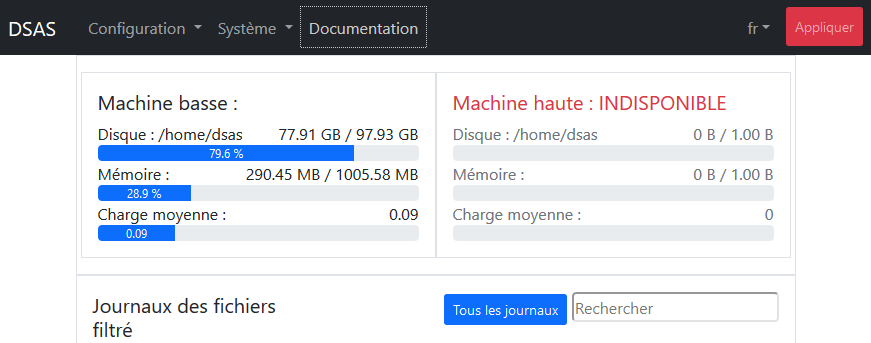 DSAS Configuration Système Documentation fr Appliquer
Machine basse :
Disque : /home/dsas 77.91 GB / 97.93 GB
79.6 %
Mémoire : 290.45 MB / 1005.58 MB
28.9 %
Charge moyenne : 0.09
0.09
Machine haute : INDISPONIBLE
Disque : /home/dsas 0 B / 1.00 B
Mémoire : 0 B / 1.00 B
Charge moyenne : 0
Journaux des fichiers
filtré
Tous les journaux Rechercher